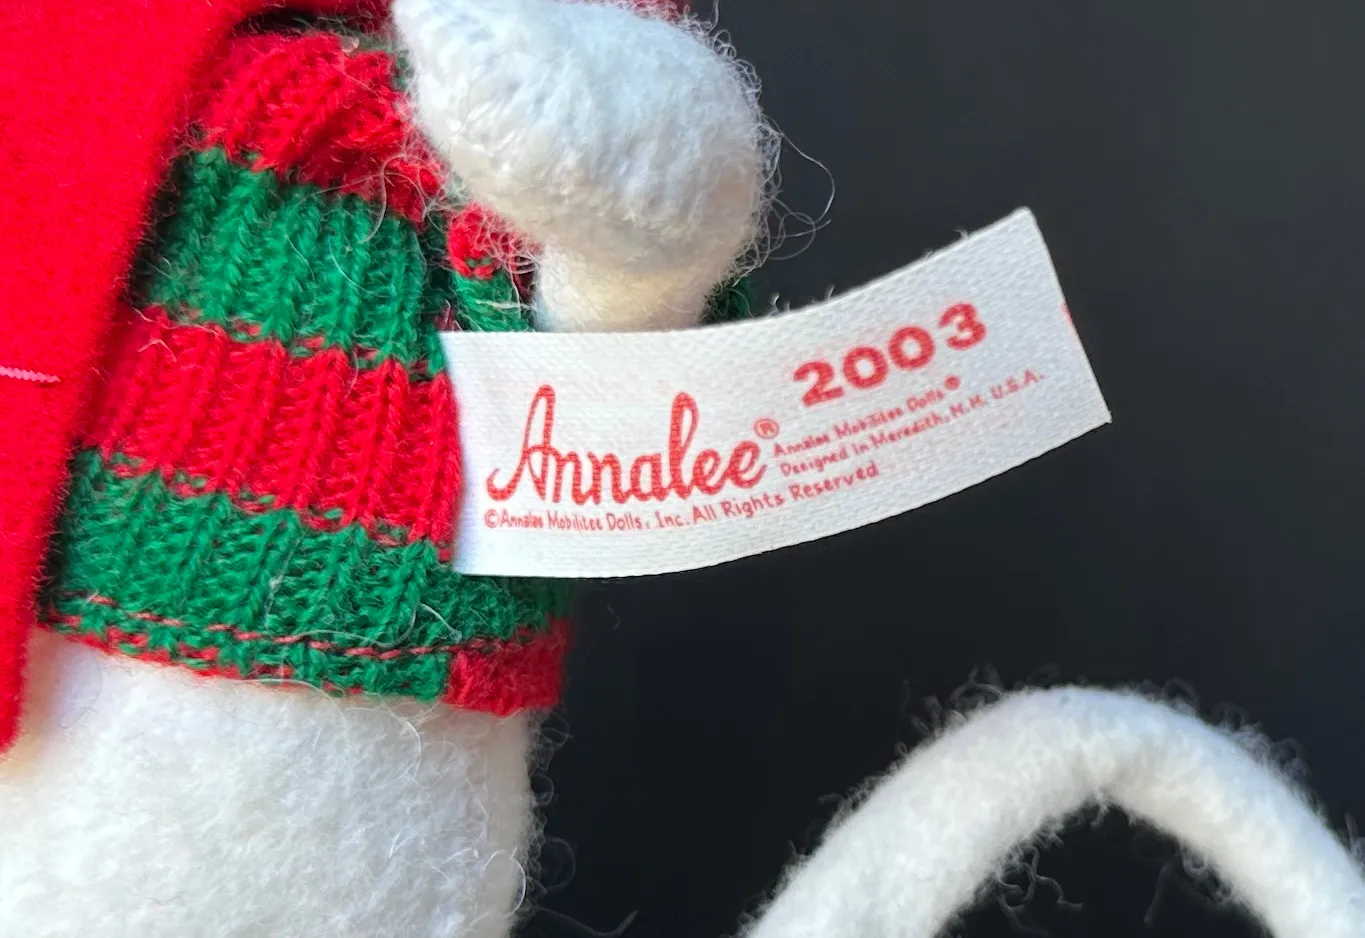 2003
Annalee®
Annalee Mobilitee Dolls®
Designed in Meredith, N.H. U.S.A.
©Annalee Mobilitee Dolls, Inc. All Rights Reserved